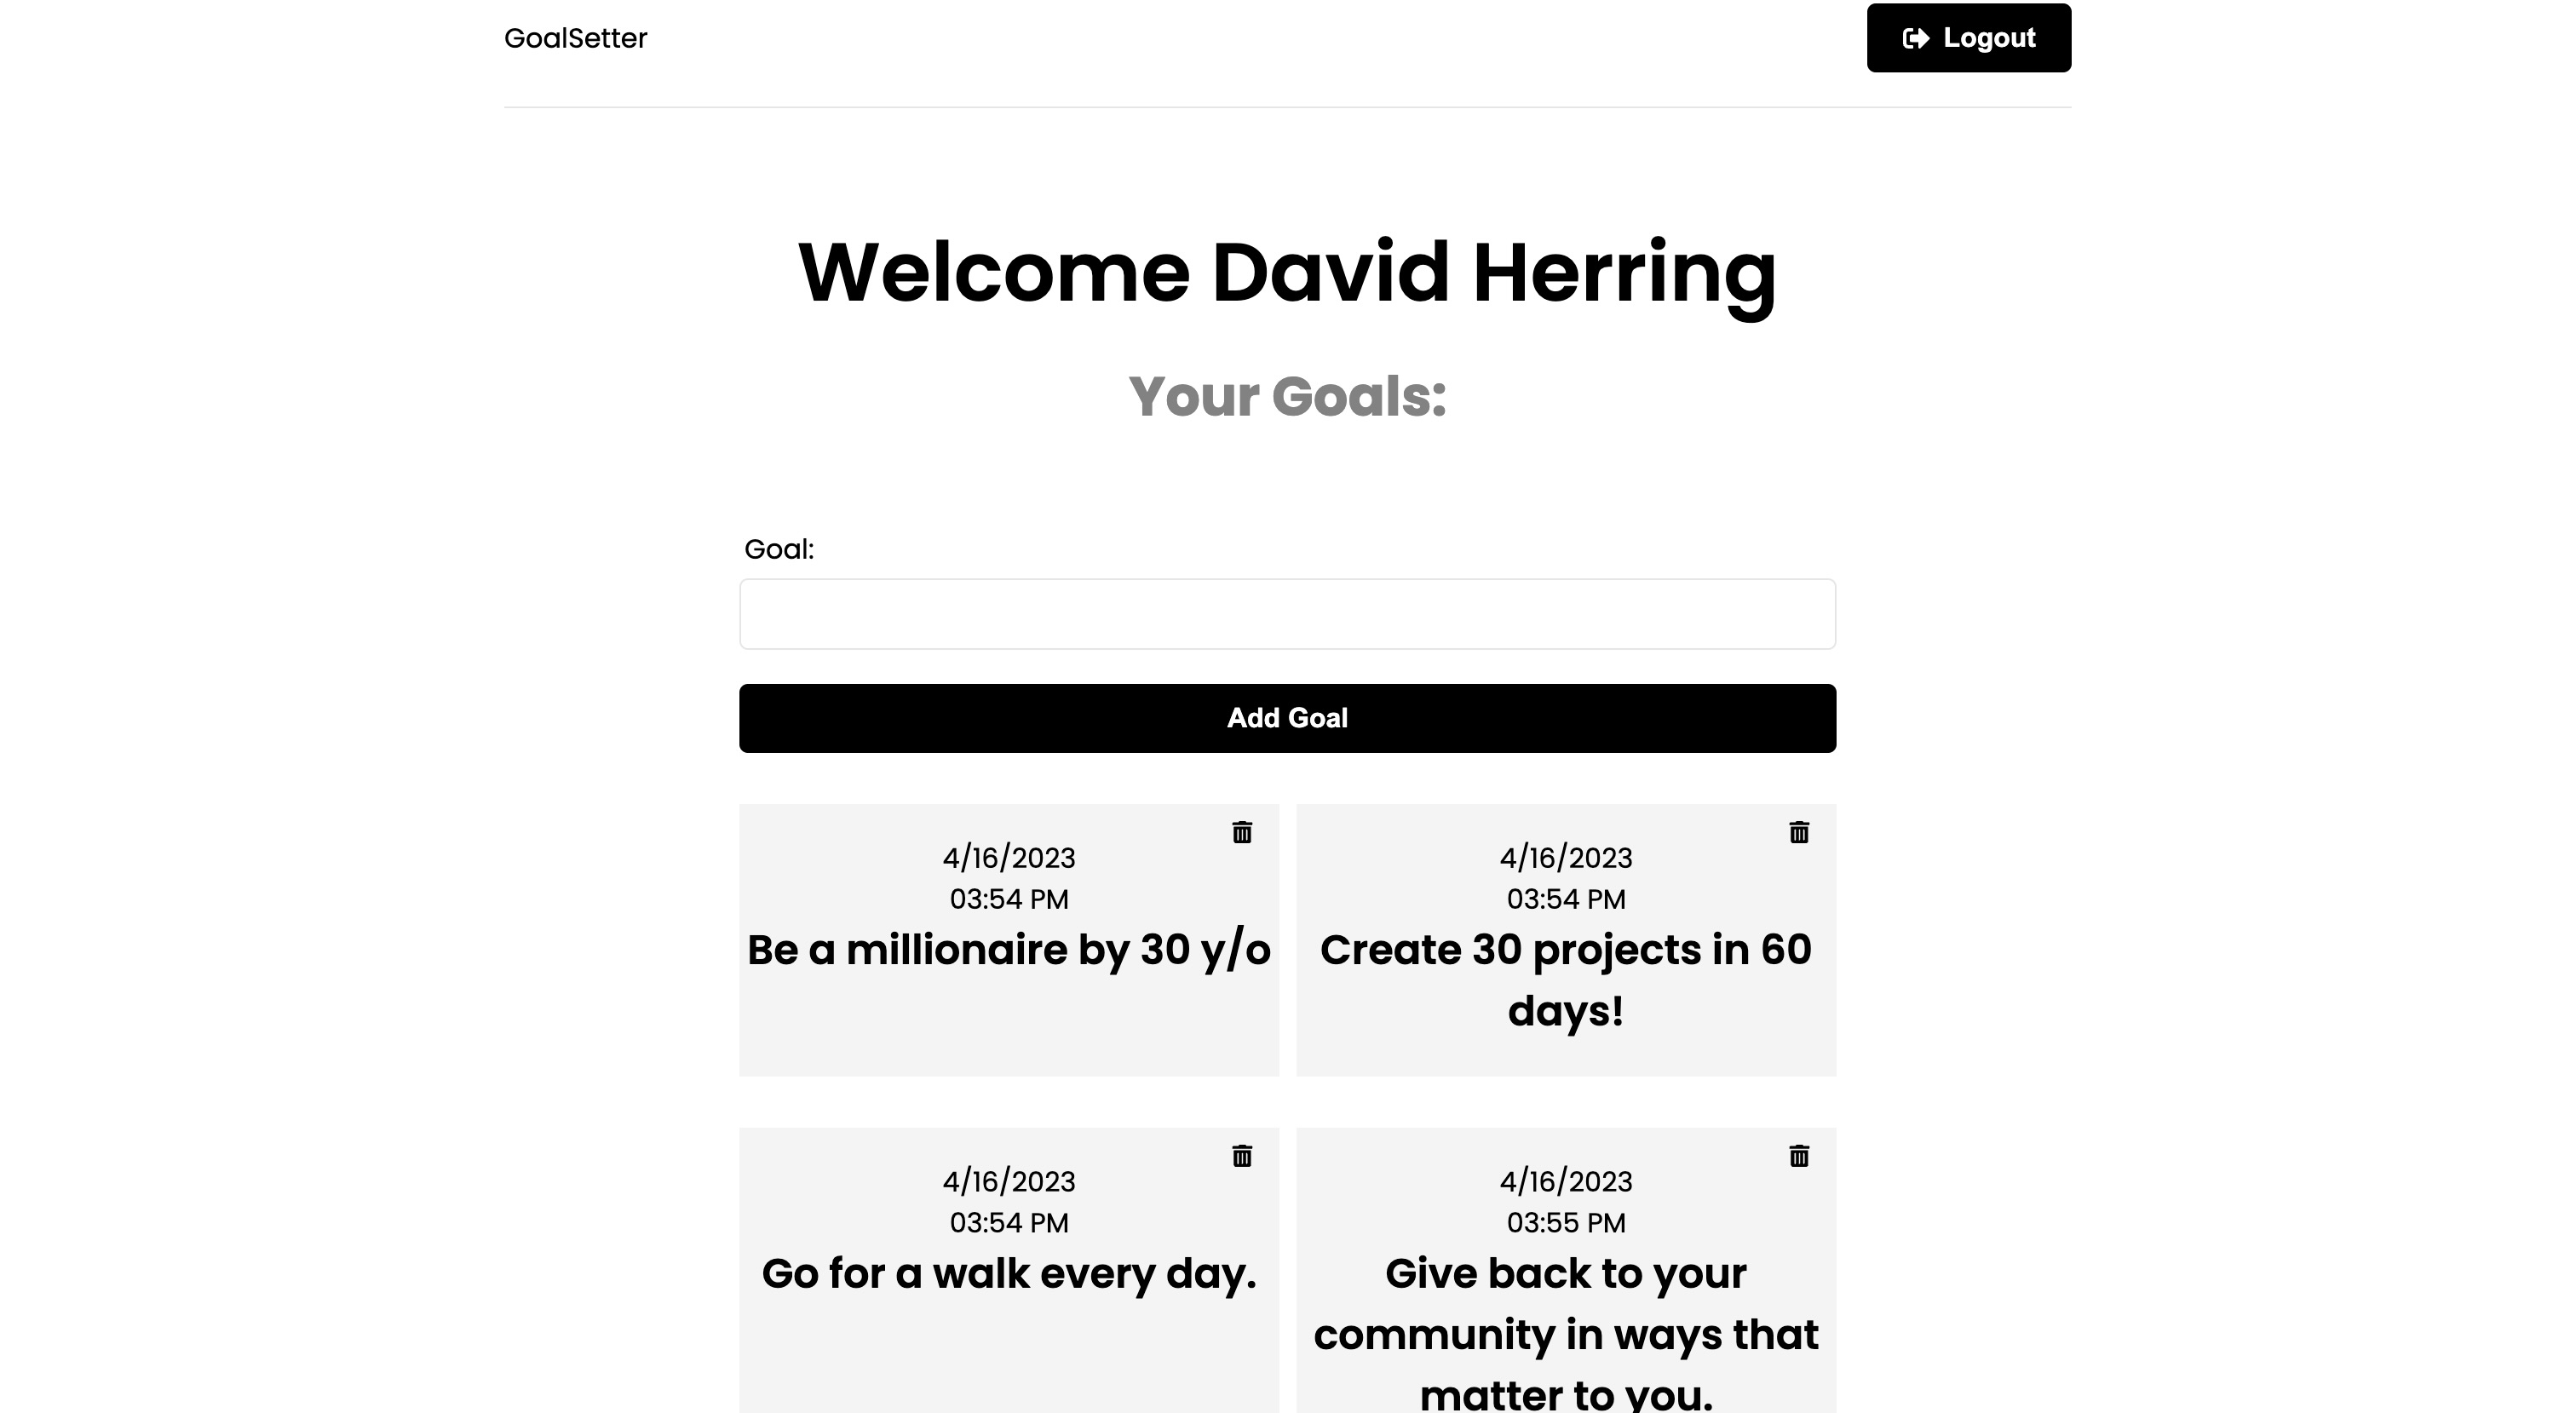 GoalSetter
Logout
Welcome David Herring
Your Goals:
Goal:
Add Goal
4/16/2023
03:54 PM
Be a millionaire by 30 y/o
4/16/2023
03:54 PM
Create 30 projects in 60
days!
4/16/2023
03:54 PM
Go for a walk every day.
4/16/2023
03:55 PM
Give back to your
community in ways that
matter to you.